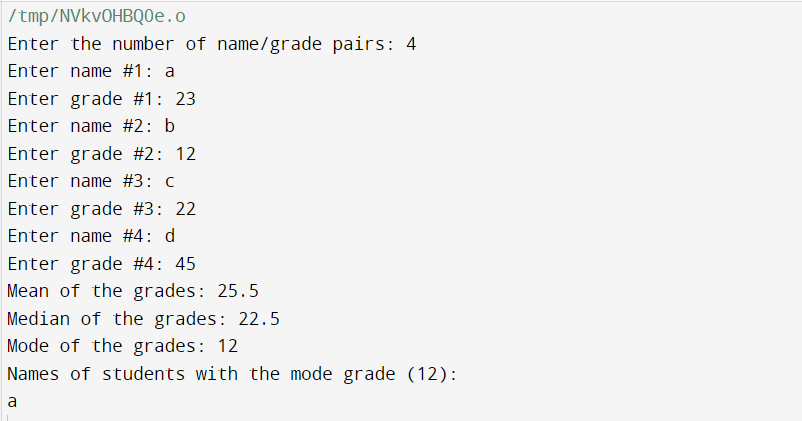 /tmp/NVkvOHBQOe.o
Enter the number of name/grade pairs: 4
Enter name #1: a
Enter grade #1: 23
Enter name #2: b
Enter grade #2: 12
Enter name #3: c
Enter grade #3: 22
Enter name #4: d
Enter grade #4: 45
Mean of the grades: 25.5
Median of the grades: 22.5
Mode of the grades: 12
Names of students with the mode grade (12):
a